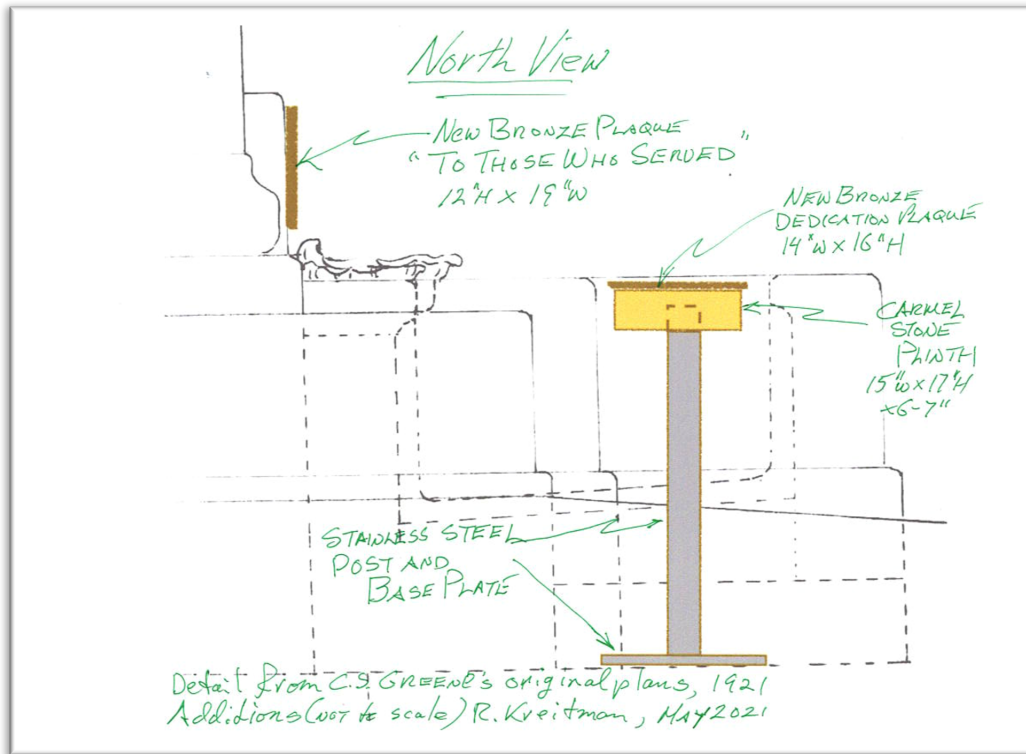 North View
New Bronze Plaque
"To Those Who Served"
12"H x 19"W
New Bronze
Dedication Plaque
14"W x 16"H
Carmel
Stone
Plinth
15"W x 17"H
x6-7"
Stainless Steel
Post and
Base Plate
Detail from C.S. Greene's original plans, 1921
Additions (not to scale) R. Kreitman, May 2021